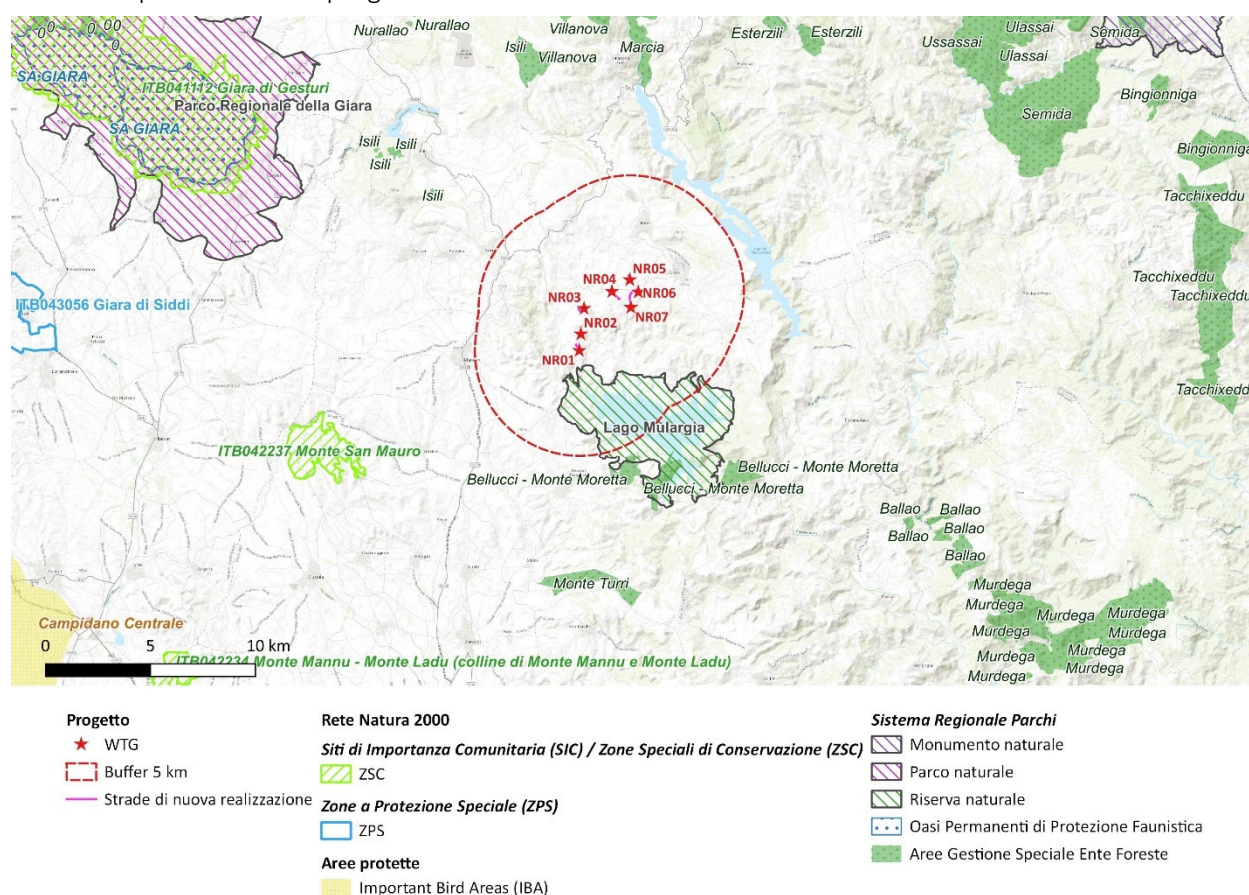 Nurallao
Nurallao
Isili
Villanova
Villanova
Marcia
Esterzili
Esterzili
Ussassai
Ulassai
Ulassai
Semida
Semida
Bingionniga
Bingionniga
SA GIARA
ITB041112 Giara di Gesturi
Parco Regionale della Giara
SA GIARA
Isili
Isili
Isili
Isili
Tacchixeddu
Tacchixeddu
Tacchixeddu
Tacchixeddu
NR05
NR04
NR06
NR03
NR07
NR02
NR01
ITB043056 Giara di Siddi
Lago Mulargia
ITB042237 Monte San Mauro
Bellucci - Monte Moretta
Bellucci - Monte Moretta
Bellucci - Monte Moretta
Ballao
Ballao
Ballao
Ballao
Ballao
Monte Turri
Murdega
Murdega
Murdega
Murdega
Murdega
Murdega
Murdega
Murdega
Murdega
Campidano Centrale
0 5 10 km
ITB042234 Monte Mannu - Monte Ladu (colline di Monte Mannu e Monte Ladu)
Progetto
WTG
Buffer 5 km
Strade di nuova realizzazione
Rete Natura 2000
Siti di Importanza Comunitaria (SIC) / Zone Speciali di Conservazione (ZSC)
ZSC
Zone a Protezione Speciale (ZPS)
ZPS
Aree protette
Important Bird Areas (IBA)
Sistema Regionale Parchi
Monumento naturale
Parco naturale
Riserva naturale
Oasi Permanenti di Protezione Faunistica
Aree Gestione Speciale Ente Foreste